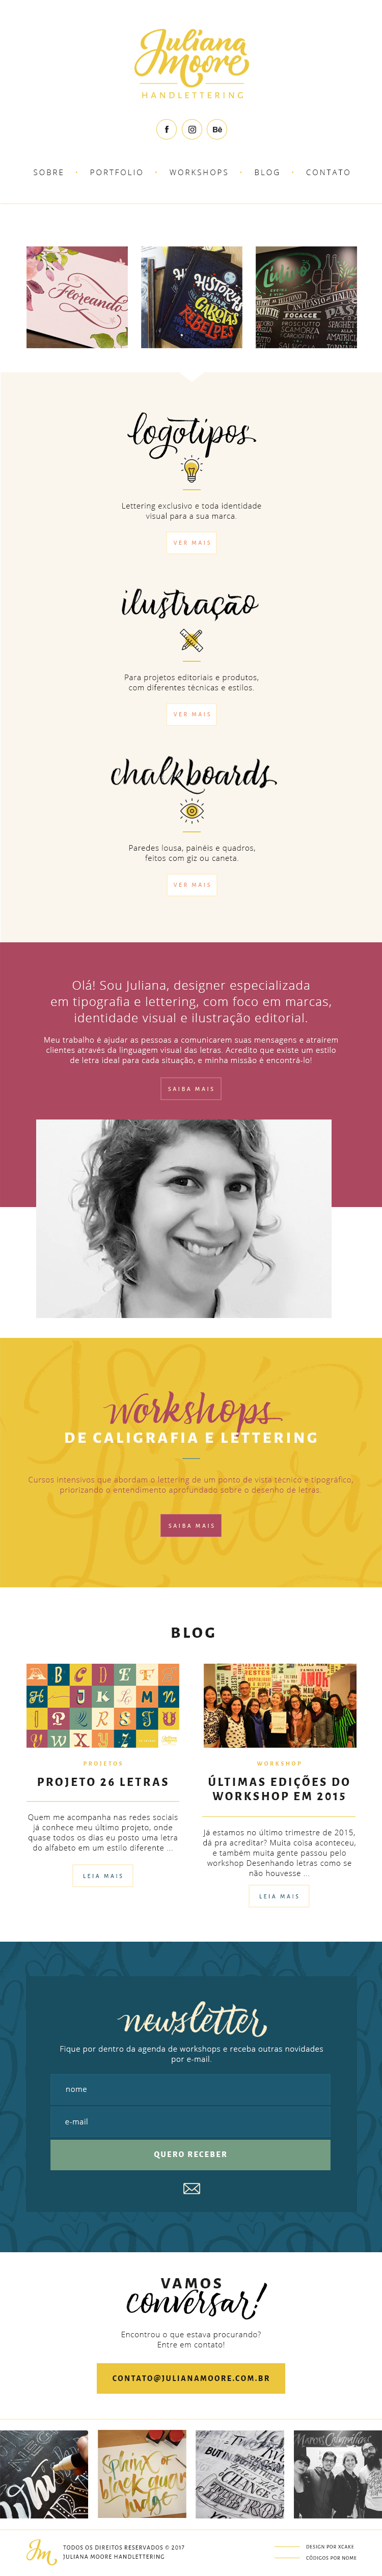 Juliana
Moore
HANDLETTERING
f
Bē
SOBRE • PORTFOLIO • WORKSHOPS • BLOG • CONTATO
Floreando
HISTÓRIAS
GAROTAS
REBELDES
FOCACCE
PROSCIUTTO
SCAMORZA
SPAGHETTI
ALLA
AMATRICI
logotipos
Lettering exclusivo e toda identidade
visual para a sua marca.
VER MAIS
ilustração
Para projetos editoriais e produtos,
com diferentes técnicas e estilos.
VER MAIS
chalkboards
Paredes lousa, painéis e quadros,
feitos com giz ou caneta.
VER MAIS
Olá! Sou Juliana, designer especializada
em tipografia e lettering, com foco em marcas,
identidade visual e ilustração editorial.
Meu trabalho é ajudar as pessoas a comunicarem suas mensagens e atraírem
clientes através da linguagem visual das letras. Acredito que existe um estilo
de letra ideal para cada situação, e minha missão é encontrá-lo!
SAIBA MAIS
workshops
DE CALIGRAFIA E LETTERING
Cursos intensivos que abordam o lettering de um ponto de vista técnico e tipográfico,
priorizando o entendimento aprofundado sobre o desenho de letras.
SAIBA MAIS
BLOG
PROJETOS
PROJETO 26 LETRAS
Quem me acompanha nas redes sociais
já conhece meu último projeto, onde
quase todos os dias eu posto uma letra
do alfabeto em um estilo diferente ...
LEIA MAIS
WORKSHOP
ÚLTIMAS EDIÇÕES DO
WORKSHOP EM 2015
Já estamos no último trimestre de 2015,
dá pra acreditar? Muita coisa aconteceu,
e também muita gente passou pelo
workshop Desenhando letras como se
não houvesse ...
LEIA MAIS
newsletter
Fique por dentro da agenda de workshops e receba outras novidades
por e-mail.
nome
e-mail
QUERO RECEBER
VAMOS
conversar!
Encontrou o que estava procurando?
Entre em contato!
CONTATO@JULIANAMOORE.COM.BR
Jm
TODOS OS DIREITOS RESERVADOS © 2017
JULIANA MOORE HANDLETTERING
DESIGN POR XCAKE
CÓDIGOS POR NOME